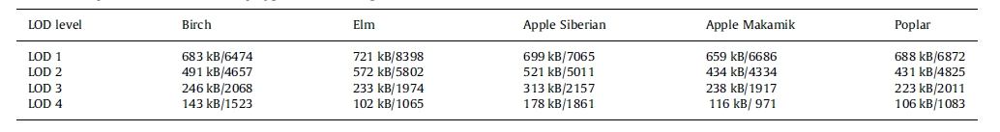 LOD level Birch Elm Apple Siberian Apple Makamik Poplar
LOD 1 683 kB/6474 721 kB/8398 699 kB/7065 659 kB/6686 688 kB/6872
LOD 2 491 kB/4657 572 kB/5802 521 kB/5011 434 kB/4334 431 kB/4825
LOD 3 246 kB/2068 233 kB/1974 313 kB/2157 238 kB/1917 223 kB/2011
LOD 4 143 kB/1523 102 kB/1065 178 kB/1861 116 kB/ 971 106 kB/1083